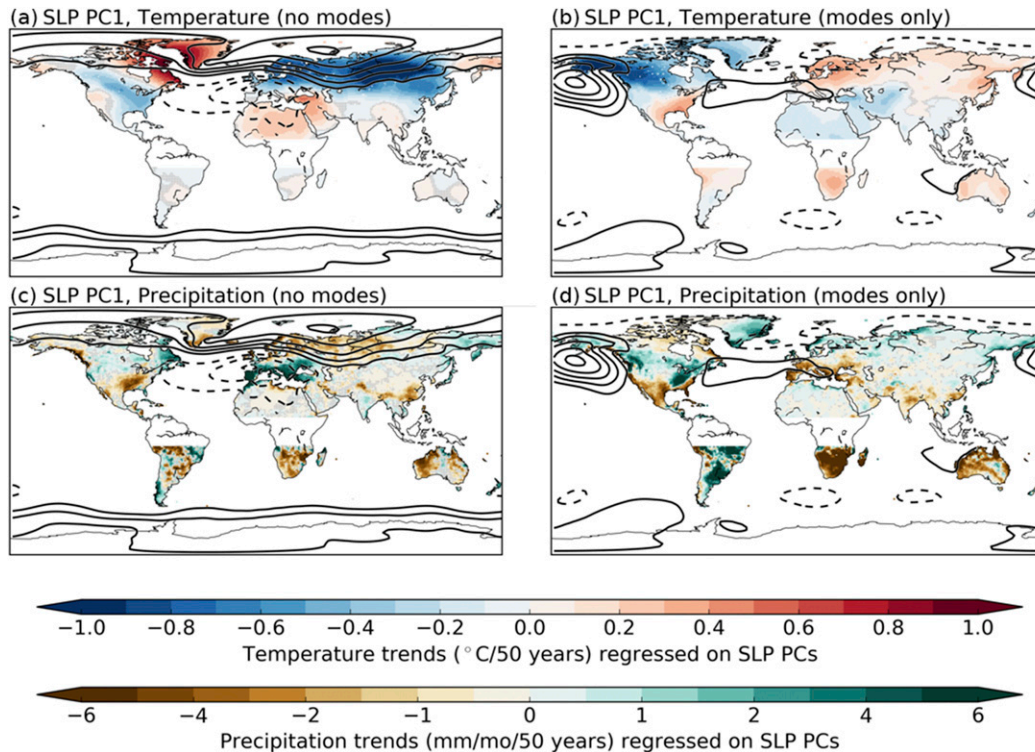 (a) SLP PC1, Temperature (no modes)
(b) SLP PC1, Temperature (modes only)
(c) SLP PC1, Precipitation (no modes)
(d) SLP PC1, Precipitation (modes only)
−1.0 −0.8 −0.6 −0.4 −0.2 0.0 0.2 0.4 0.6 0.8 1.0
Temperature trends (°C/50 years) regressed on SLP PCs
−6 −4 −2 −1 0 1 2 4 6
Precipitation trends (mm/mo/50 years) regressed on SLP PCs